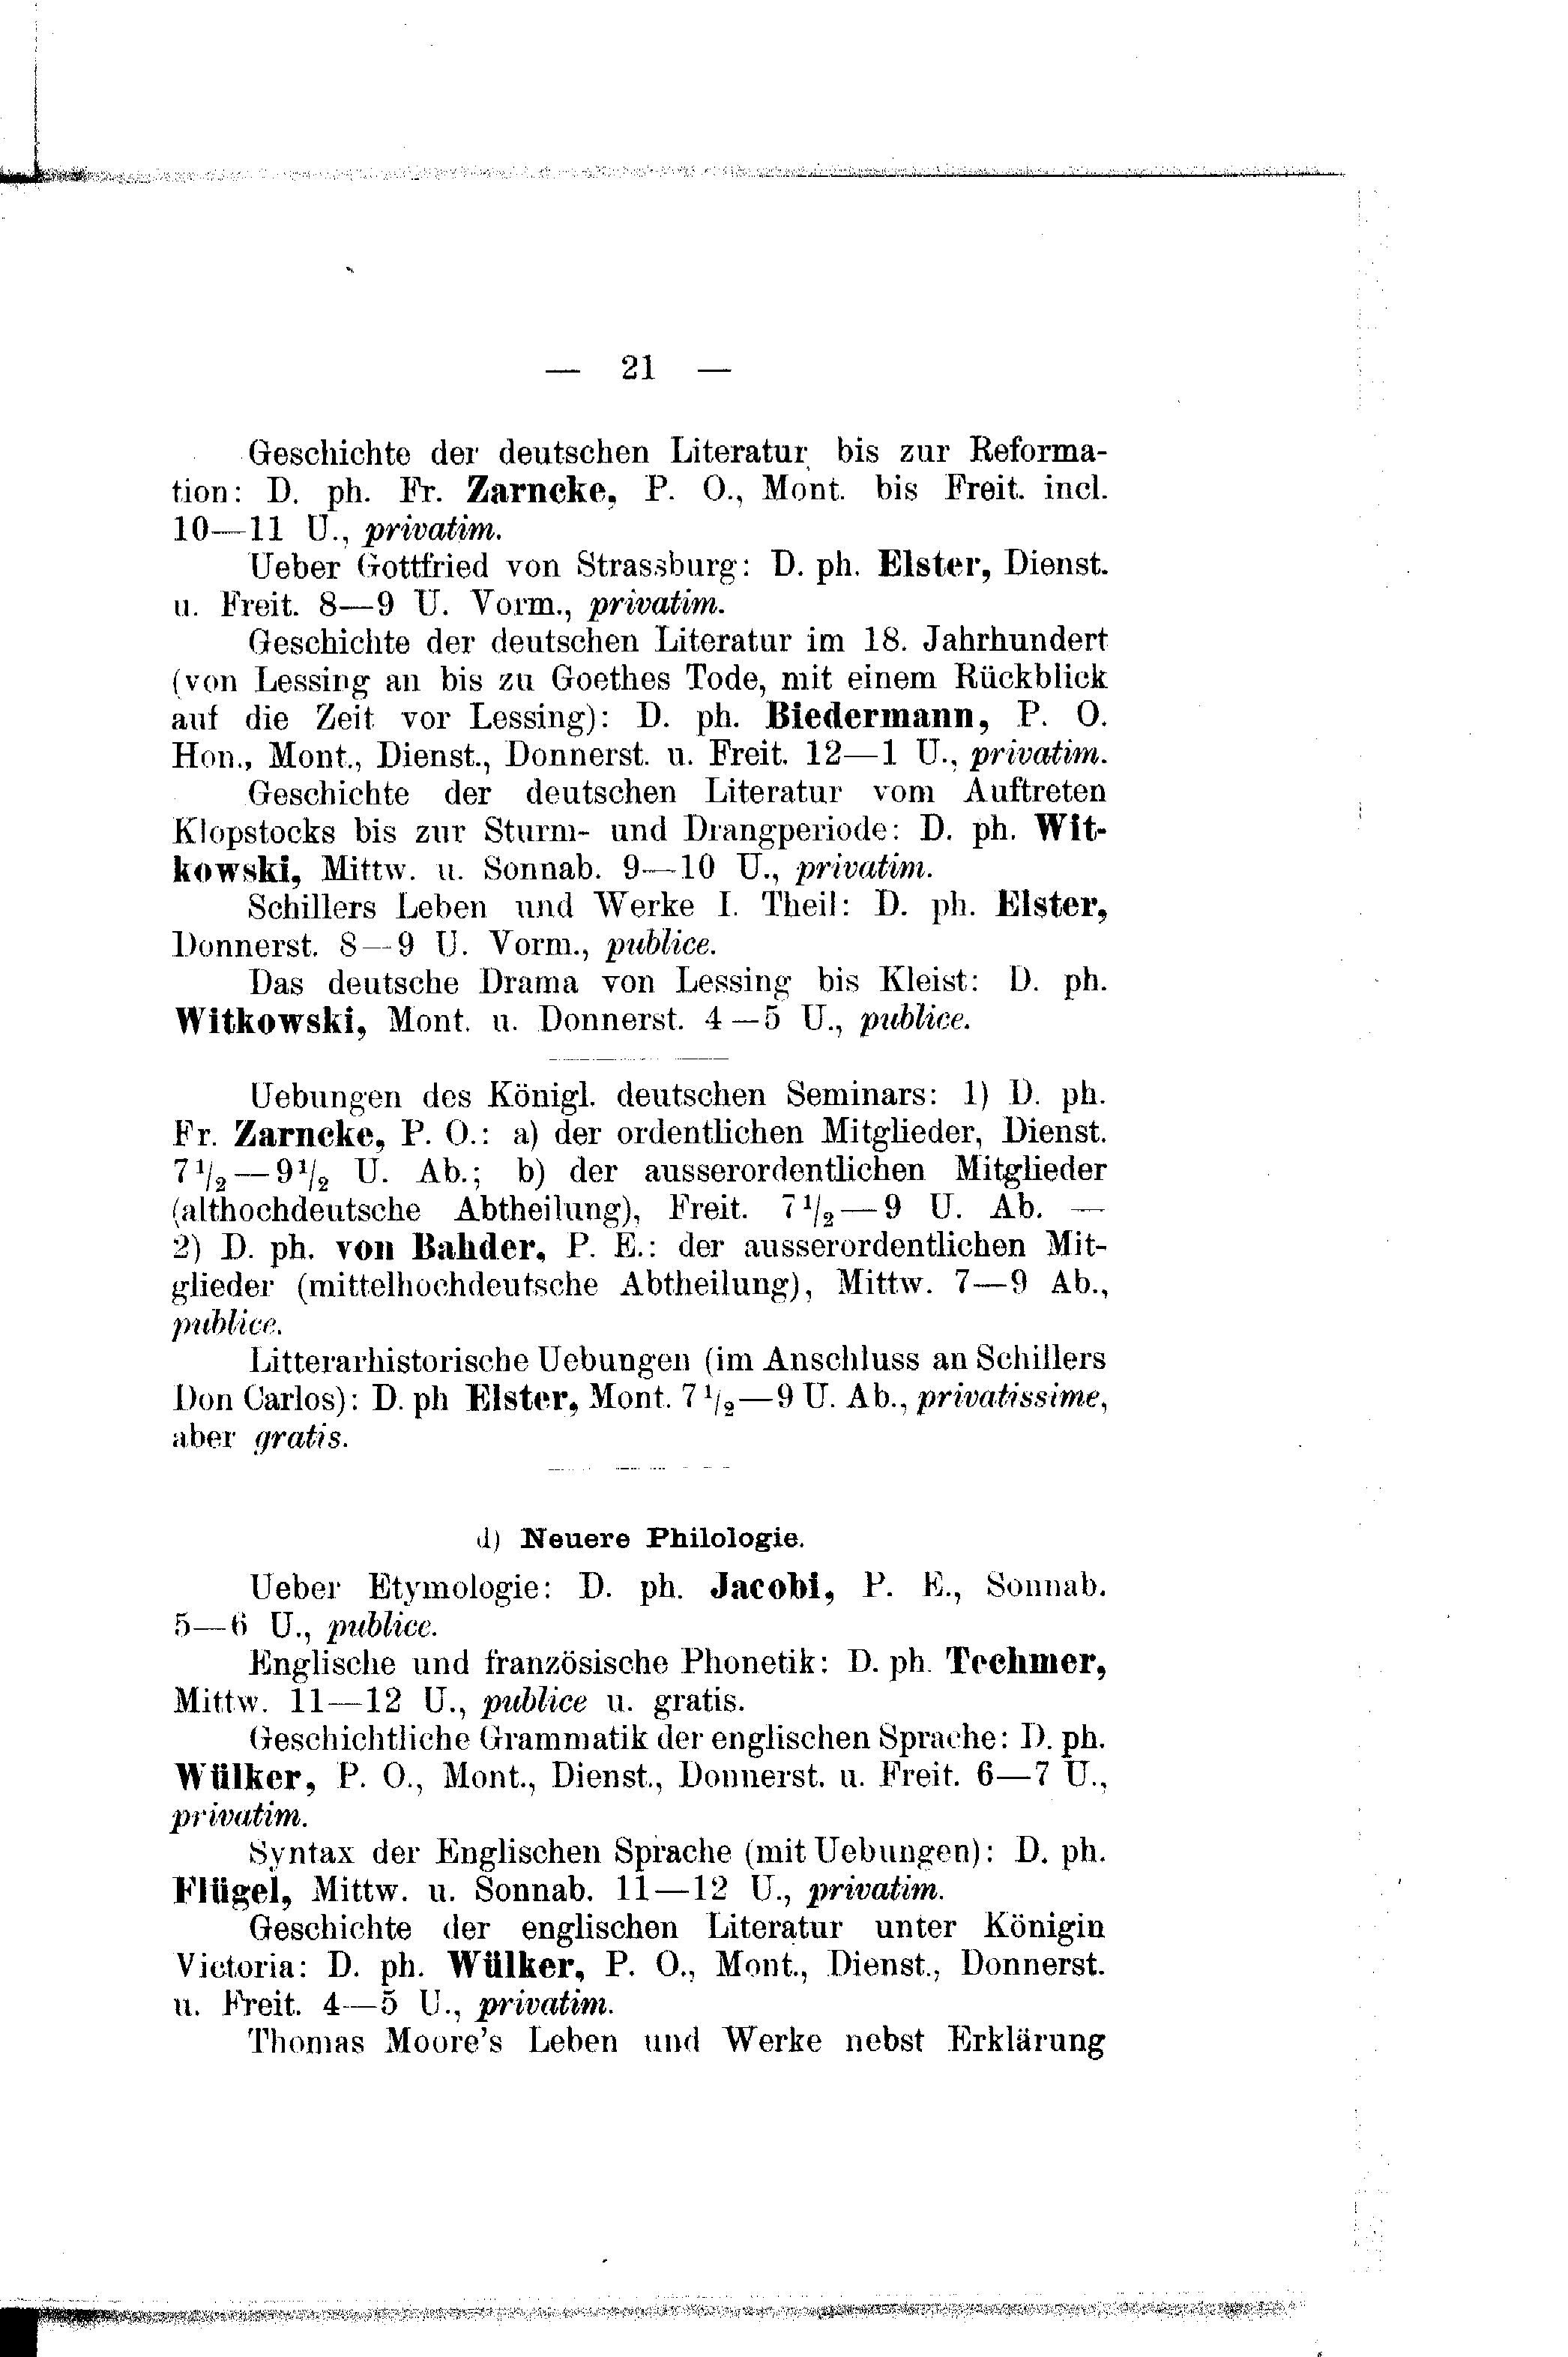 — 21 —
Geschichte der deutschen Literatur bis zur Reforma-
tion: D. ph. Fr. Zarncke, P. O., Mont. bis Freit. incl.
10—11 U., privatim.
Ueber Gottfried von Strassburg: D. ph. Elster, Dienst.
u. Freit. 8—9 U. Vorm., privatim.
Geschichte der deutschen Literatur im 18. Jahrhundert
(von Lessing an bis zu Goethes Tode, mit einem Rückblick
auf die Zeit vor Lessing): D. ph. Biedermann, P. O.
Hon., Mont., Dienst., Donnerst. u. Freit. 12—1 U., privatim.
Geschichte der deutschen Literatur vom Auftreten
Klopstocks bis zur Sturm- und Drangperiode: D. ph. Wit-
kowski, Mittw. u. Sonnab. 9—10 U., privatim.
Schillers Leben und Werke I. Theil: D. ph. Elster,
Donnerst. 8—9 U. Vorm., publice.
Das deutsche Drama von Lessing bis Kleist: D. ph.
Witkowski, Mont. u. Donnerst. 4—5 U., publice.
Uebungen des Königl. deutschen Seminars: 1) D. ph.
Fr. Zarncke, P. O.: a) der ordentlichen Mitglieder, Dienst.
7 1/2—9 1/2 U. Ab.; b) der ausserordentlichen Mitglieder
(althochdeutsche Abtheilung), Freit. 7 1/2—9 U. Ab. —
2) D. ph. von Bahder, P. E.: der ausserordentlichen Mit-
glieder (mittelhochdeutsche Abtheilung), Mittw. 7—9 Ab.,
publice.
Litterarhistorische Uebungen (im Anschluss an Schillers
Don Carlos): D. ph Elster, Mont. 7 1/2—9 U. Ab., privatissime,
aber gratis.
d) Neuere Philologie.
Ueber Etymologie: D. ph. Jacobi, P. E., Sonnab.
5—6 U., publice.
Englische und französische Phonetik: D. ph. Techmer,
Mittw. 11—12 U., publice u. gratis.
Geschichtliche Grammatik der englischen Sprache: D. ph.
Wülker, P. O., Mont., Dienst., Donnerst. u. Freit. 6—7 U.,
privatim.
Syntax der Englischen Sprache (mit Uebungen): D. ph.
Flügel, Mittw. u. Sonnab. 11—12 U., privatim.
Geschichte der englischen Literatur unter Königin
Victoria: D. ph. Wülker, P. O., Mont., Dienst., Donnerst.
u. Freit. 4—5 U., privatim.
Thomas Moore's Leben und Werke nebst Erklärung